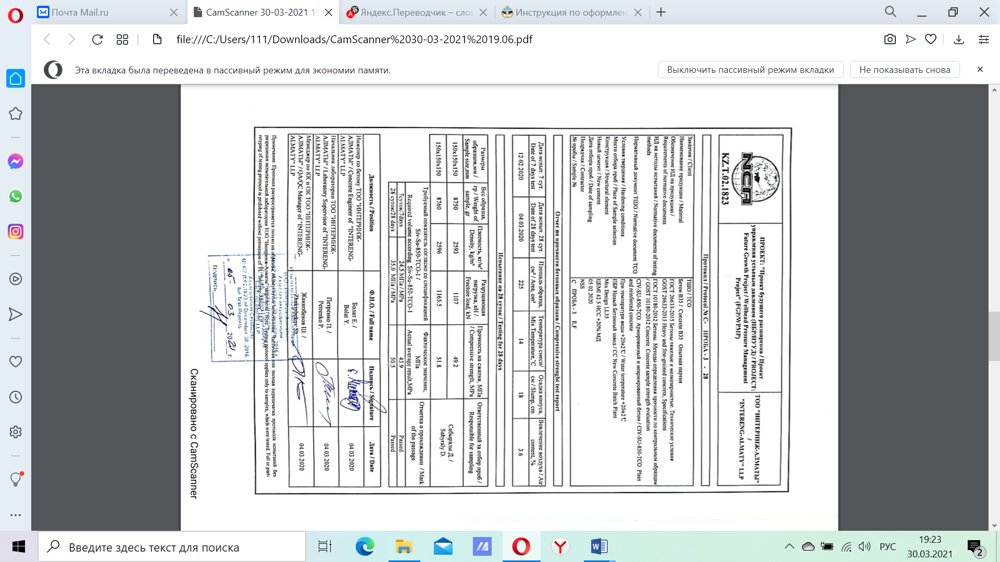 Почта Mail.ru
CamScanner 30-03-2021 19
Яндекс.Переводчик – слов
Инструкция по оформлен
file:///C:/Users/111/Downloads/CamScanner%2030-03-2021%2019.06.pdf
Эта вкладка была переведена в пассивный режим для экономии памяти.
Выключить пассивный режим вкладки
Не показывать снова
NCA
KZ.T.02.1823
ПРОЕКТ: "Проект будущего расширения / Проект
управления устьевым давлением (ПБР/ПУУД) / PROJECT:
Future Growth Project / Wellhead Pressure Management
Project" (FGP/WPMP)
ТОО "ИНТЕРИНЖ-АЛМАТЫ"
/
"INTERENG-ALMATY" LLP
Протокол / Protocol № C- ПРОБА - 3 - 28
Заказчик / Client
ТШО / TCO
Наименование продукции / Material
Бетон В35 / Concrete B35 Опытная партия
Обозначение НД на продукцию /
Requirements of normative documents
ГОСТ 26633-2015 Бетоны тяжелые и мелкозернистые. Технические условия
GOST 26633-2015 Heavy and fine-grained concrete, Specifications
НД на методы испытаний / Normative documents of testing
methods
ГОСТ 10180-2012 Бетоны. Методы определения прочности по контрольным образцам
/ GOST 10180-2012 Concrete. Concrete sample strength evaluation
Нормативный документ ТШО / Normative document TCO
CIV-SU-850-TCO. Армированный и неармированный бетон / CIV-SU-850-TCO. Plain
and reinforced concrete
Условия твердения / Hardening conditions
При температуре воды +20±2℃ / Water temperature +20±2℃
Место отбора проб / Place of Sample selection
ПБР Новый Бетонный завод / CC New Concrete Batch Plant
Конструкция / Structural element
Mix Design LL35
Новый цемент / New cement
ЦЕМ I 42.5 НСС +20% МД
Дата отбора проб / Date of sampling
05.02.2020
Подрядчик / Contractor
NSS
№ пробы / Sample №
С ПРОБА - 3 E,F
Отчет по прочности бетонных образцов / Compressive strenght test report
Дата испыт. 7 сут.
Date of 7 days test
Дата испыт. 28 сут.
Date of 28 days test
Площадь образца,
см² / Area, cm²
Температура смеси/
Mix Temperature,°C
Осадка конуса,
см / Slump, cm
Вовлечение воздуха / Air
content, %
12.02.2020
04.03.2020
225
14
18
3.6
Испытание на 28 суток / Testing for 28 days
Размеры
образцов,мм /
Sample size,mm
Вес образца,
гр / Weight of
sample, gr
Плотность, кг/м³
Density, kg/m³
Разрушающая
нагрузка, кН /
Fracture load, kN
Прочность на сжатия, МПа
/ Compressive strength, MPa
Ответственный за отбор проб /
Responsible for sampling
150x150x150
8750
2593
1107
49.2
Сабыралы Д. /
Sabyraly D.
150x150x150
8760
2596
1165.5
51.8
Требуемый показатель согласно со спецификацией
Siv-Su-850-TCO-1 /
Required volume according Siv-Su-850-TCO-1
Фактическое значение,
МПа
Actual average result,MPa
Отметка о прохождении / Mark
of the passage
7суток/7days
24,5 МПа / MPa
43.9
Passed
28 суток/28 days
35,0 МПа / MPa
50.5
Passed
Должность / Position
Ф.И.О. / Full name
Подпись / Signature
Дата / Date
Инженер по бетону ТОО "ИНТЕРИНЖ-
АЛМАТЫ" / Concrete Engineer of "INTERENG-
ALMATY" LLP
Болат Е. /
Bolat Y.
04.03.2020
Начальник лаборатории ТОО "ИНТЕРИНЖ-
АЛМАТЫ" / Laboratory Supervisor of "INTERENG-
ALMATY" LLP
Петренко П. /
Petrenko P.
04.03.2020
Менеджер по КК и ОК ТОО "ИНТЕРИНЖ-
АЛМАТЫ" / QA/QC Manager of "INTERENG-
ALMATY" LLP
Жакипбеков Ш. /
Zhakipbekov Sh.
04.03.2020
Примечание: Протокол распространяется только на образцы, подвергнутые испытаниям. Частичная или полная перепечатка протокола испытаний без
разрешения испытательной лаборатории ТОО "Интеринж-Алматы" запрещена / Note: Testing protocol applies only to samples, which were tested. Full or part-
retyping of testing protocol is prohibited without permission of TL "Intereng-Almaty" LLP
Accreditation Certificate
of December 30, 2016
for Test Reports
" 05 " 03 2020 г.
Подпись
Сканировано с CamScanner
Введите здесь текст для поиска
РУС
19:23
30.03.2021
2